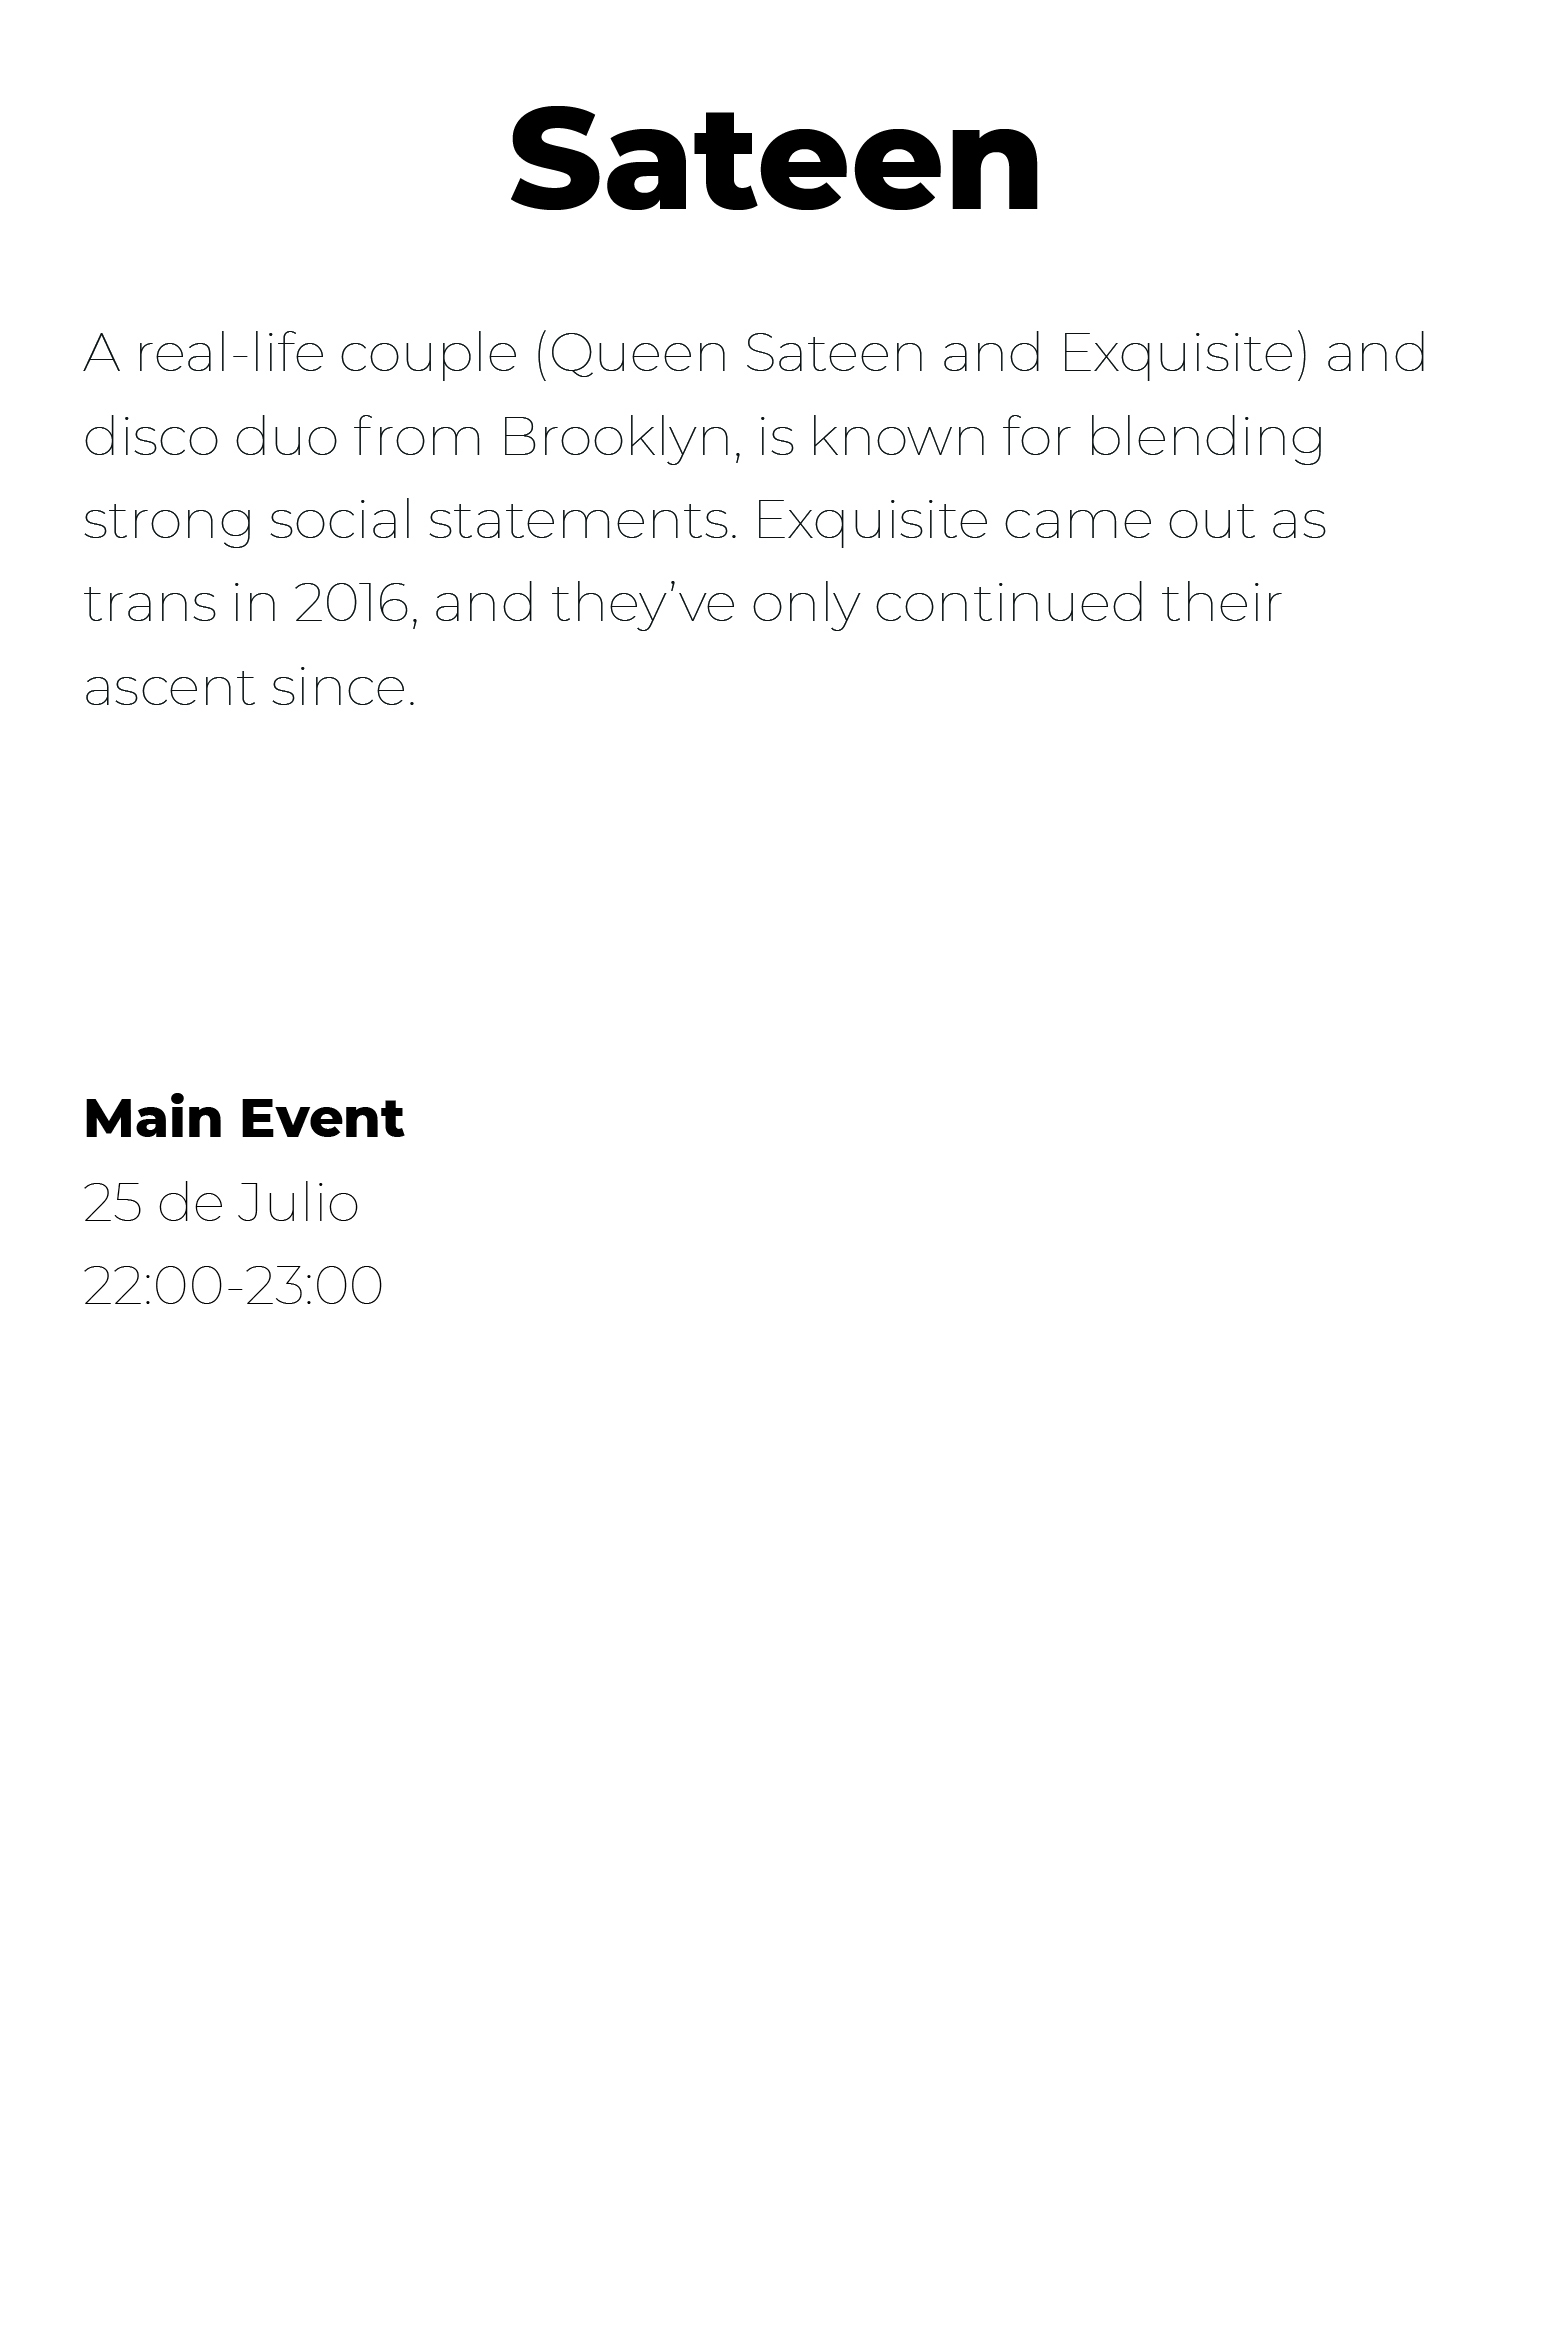 Sateen
A real-life couple (Queen Sateen and Exquisite) and
disco duo from Brooklyn, is known for blending
strong social statements. Exquisite came out as
trans in 2016, and they’ve only continued their
ascent since.
Main Event
25 de Julio
22:00-23:00